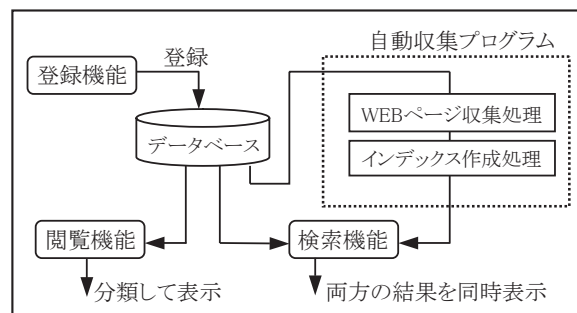 自動収集プログラム
登録
登録機能
WEBページ収集処理
データベース
インデックス作成処理
閲覧機能
検索機能
分類して表示
両方の結果を同時表示